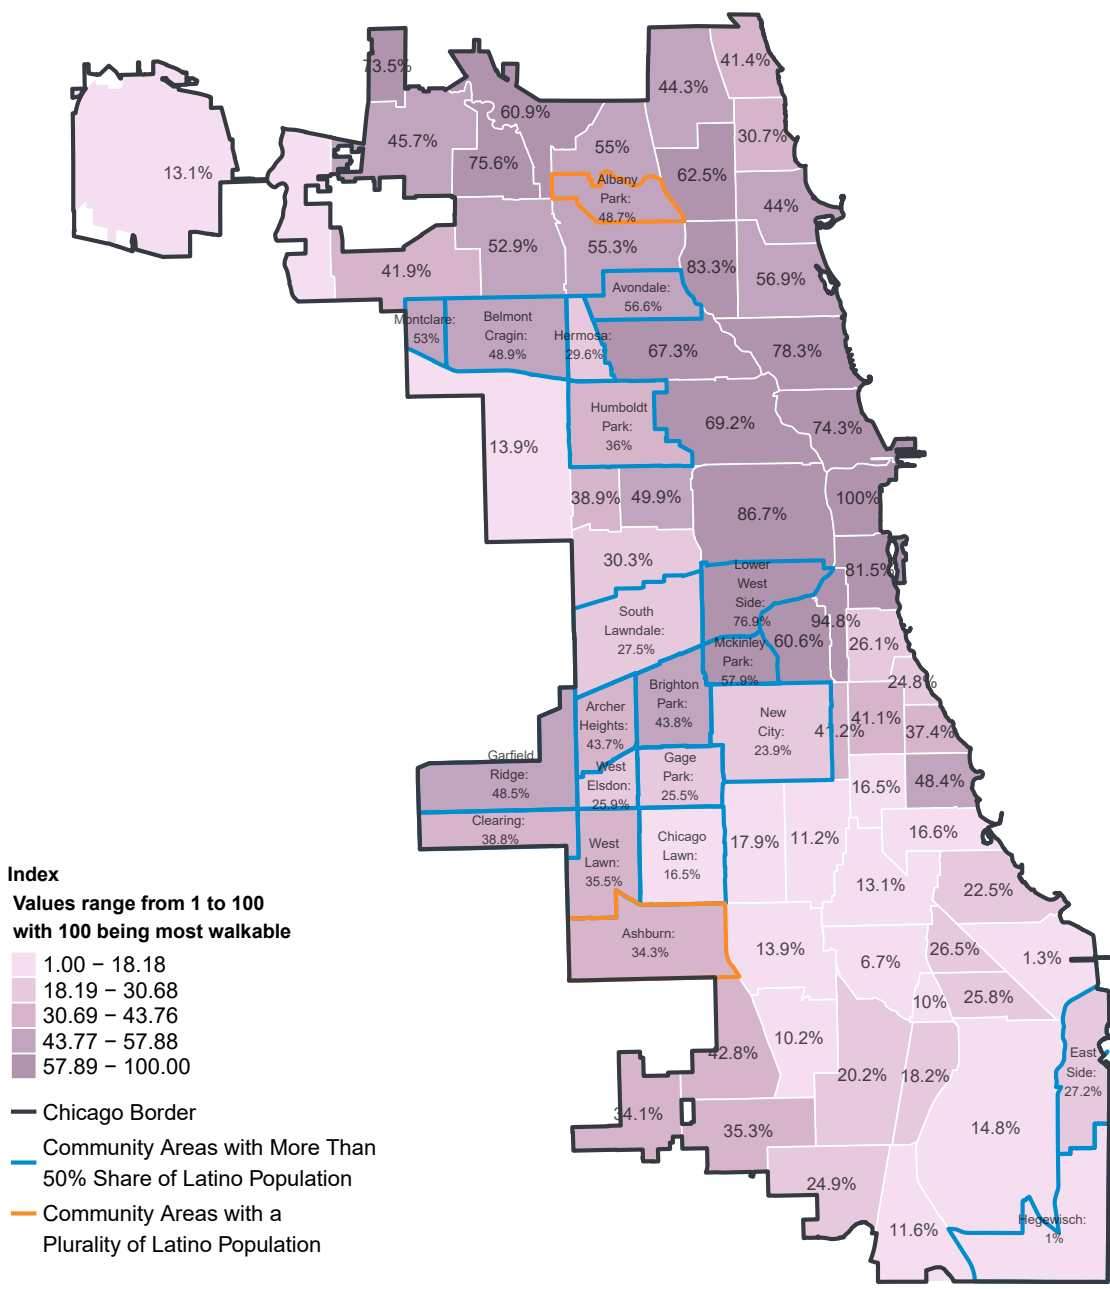 73.5%
41.4%
44.3%
60.9%
30.7%
45.7%
55%
75.6%
13.1%
62.5%
Albany
Park:
48.7%
44%
52.9%
55.3%
41.9%
83.3%
56.9%
Avondale:
56.6%
Montclare:
53%
Belmont
Cragin:
48.9%
Hermosa:
29.6%
67.3%
78.3%
Humboldt
Park:
36%
69.2%
74.3%
13.9%
38.9%
49.9%
100%
86.7%
30.3%
81.5%
Lower
West
Side:
76.9%
South
Lawndale:
27.5%
94.8%
60.6%
26.1%
Mckinley
Park:
57.9%
24.8%
Brighton
Park:
43.8%
Archer
Heights:
43.7%
New
City:
23.9%
41.2%
41.1%
37.4%
Garfield
Ridge:
48.5%
West
Elsdon:
25.9%
Gage
Park:
25.5%
16.5%
48.4%
Clearing:
38.8%
West
Lawn:
35.5%
Chicago
Lawn:
16.5%
17.9%
11.2%
16.6%
13.1%
22.5%
Ashburn:
34.3%
13.9%
6.7%
26.5%
1.3%
10%
25.8%
10.2%
42.8%
20.2%
18.2%
East
Side:
27.2%
34.1%
35.3%
14.8%
24.9%
11.6%
Hegewisch:
1%
Index
Values range from 1 to 100
with 100 being most walkable
1.00 − 18.18
18.19 − 30.68
30.69 − 43.76
43.77 − 57.88
57.89 − 100.00
Chicago Border
Community Areas with More Than
50% Share of Latino Population
Community Areas with a
Plurality of Latino Population